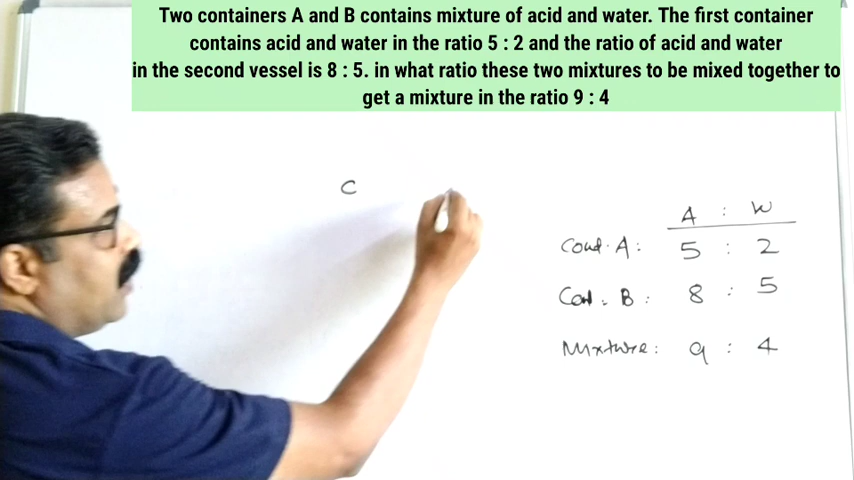 Two containers A and B contains mixture of acid and water. The first container
contains acid and water in the ratio 5 : 2 and the ratio of acid and water
in the second vessel is 8 : 5. in what ratio these two mixtures to be mixed together to
get a mixture in the ratio 9 : 4
C
A : W
Cont. A : 5 : 2
Cont. B : 8 : 5
Mixture : 9 : 4